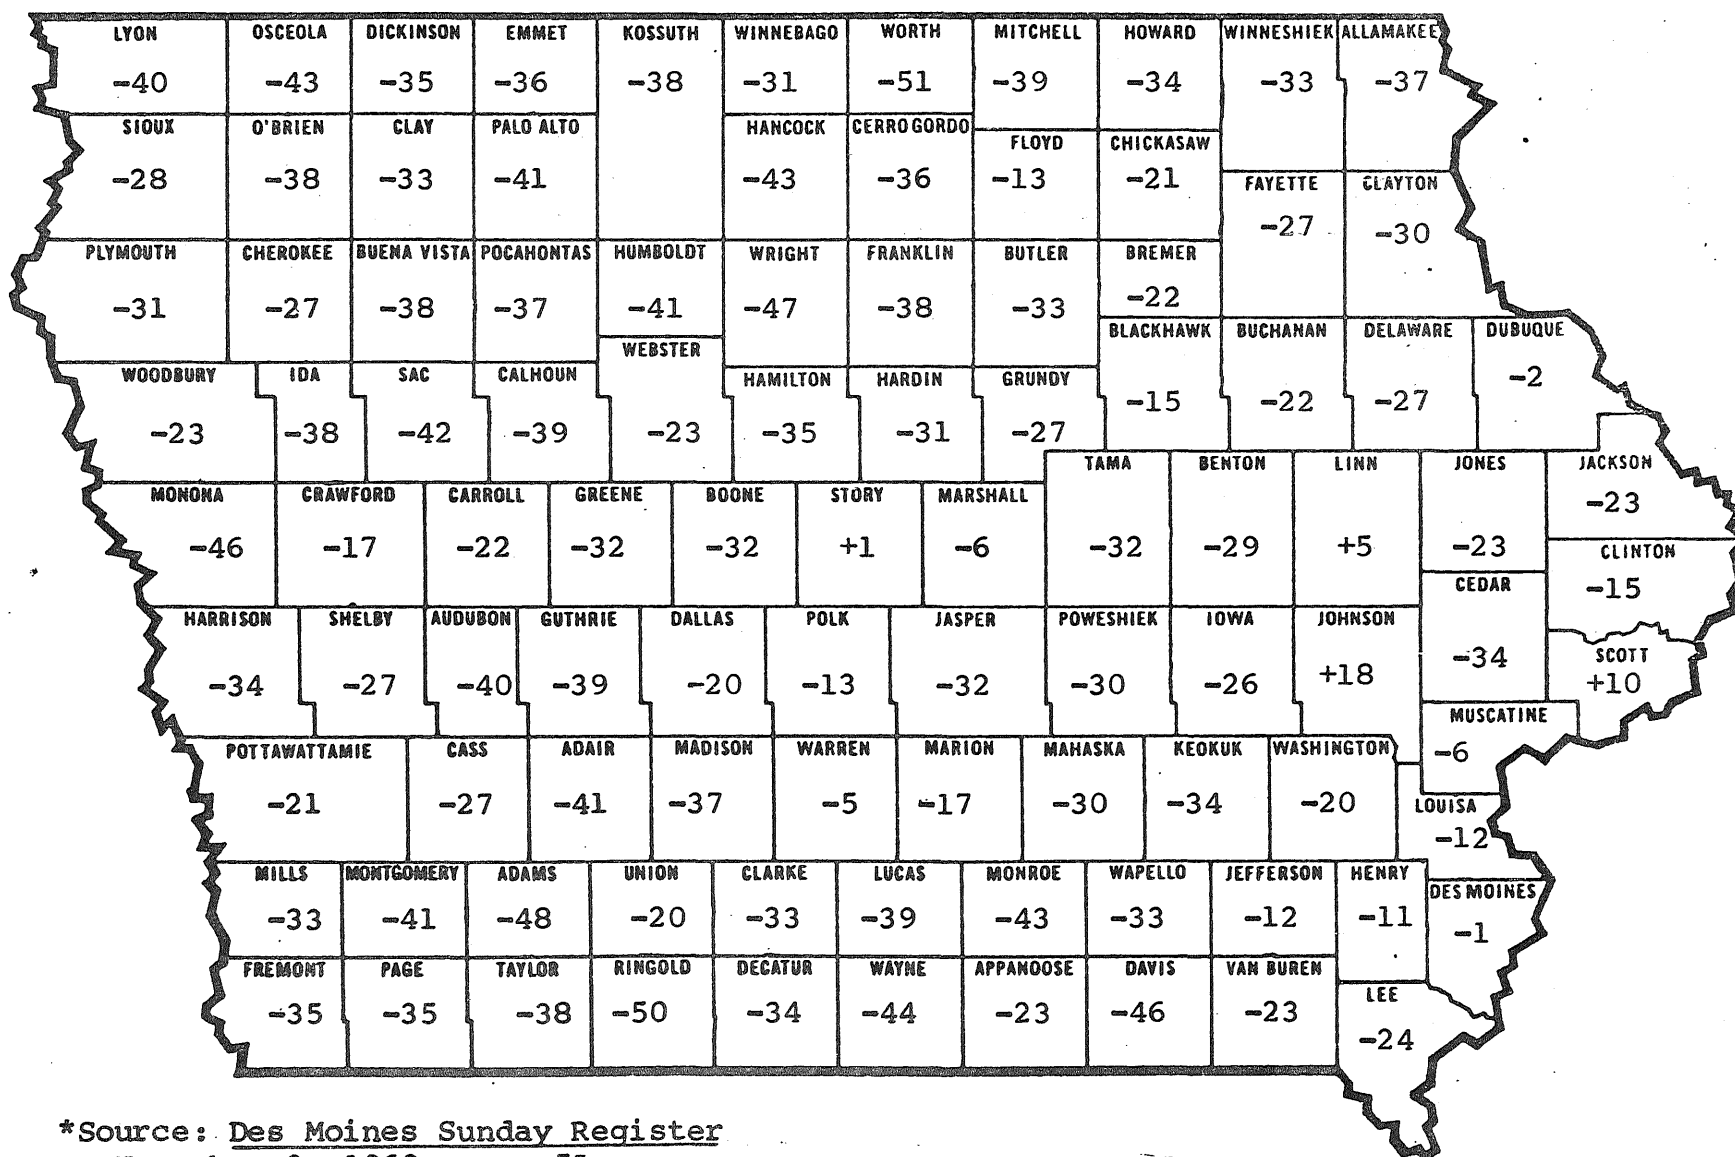 LYON OSCEOLA DICKINSON EMMET KOSSUTH WINNEBAGO WORTH MITCHELL HOWARD WINNESHIEK ALLAMAKEE
-40 -43 -35 -36 -38 -31 -51 -39 -34 -33 -37
SIOUX O'BRIEN CLAY PALO ALTO HANCOCK CERRO GORDO FLOYD CHICKASAW
-28 -38 -33 -41 -43 -36 -13 -21
FAYETTE CLAYTON
-27 -30
PLYMOUTH CHEROKEE BUENA VISTA POCAHONTAS HUMBOLDT WRIGHT FRANKLIN BUTLER BREMER
-31 -27 -38 -37 -41 -47 -38 -33 -22
WEBSTER BLACKHAWK BUCHANAN DELAWARE DUBUQUE
-23 -15 -22 -27 -2
WOODBURY IDA SAC CALHOUN HAMILTON HARDIN GRUNDY
-23 -38 -42 -39 -35 -31 -27
TAMA BENTON LINN JONES JACKSON
-32 -29 +5 -23 -23
MONONA CRAWFORD CARROLL GREENE BOONE STORY MARSHALL
-46 -17 -22 -32 -32 +1 -6
CLINTON
-15
CEDAR
-34
HARRISON SHELBY AUDUBON GUTHRIE DALLAS POLK JASPER POWESHIEK IOWA JOHNSON
-34 -27 -40 -39 -20 -13 -32 -30 -26 +18
SCOTT
+10
MUSCATINE
-6
POTTAWATTAMIE CASS ADAIR MADISON WARREN MARION MAHASKA KEOKUK WASHINGTON
-21 -27 -41 -37 -5 -17 -30 -34 -20
LOUISA
-12
MILLS MONTGOMERY ADAMS UNION CLARKE LUCAS MONROE WAPELLO JEFFERSON HENRY
-33 -41 -48 -20 -33 -39 -43 -33 -12 -11
DES MOINES
-1
FREMONT PAGE TAYLOR RINGOLD DECATUR WAYNE APPANOOSE DAVIS VAN BUREN
-35 -35 -38 -50 -34 -44 -23 -46 -23
LEE
-24
*Source: Des Moines Sunday Register